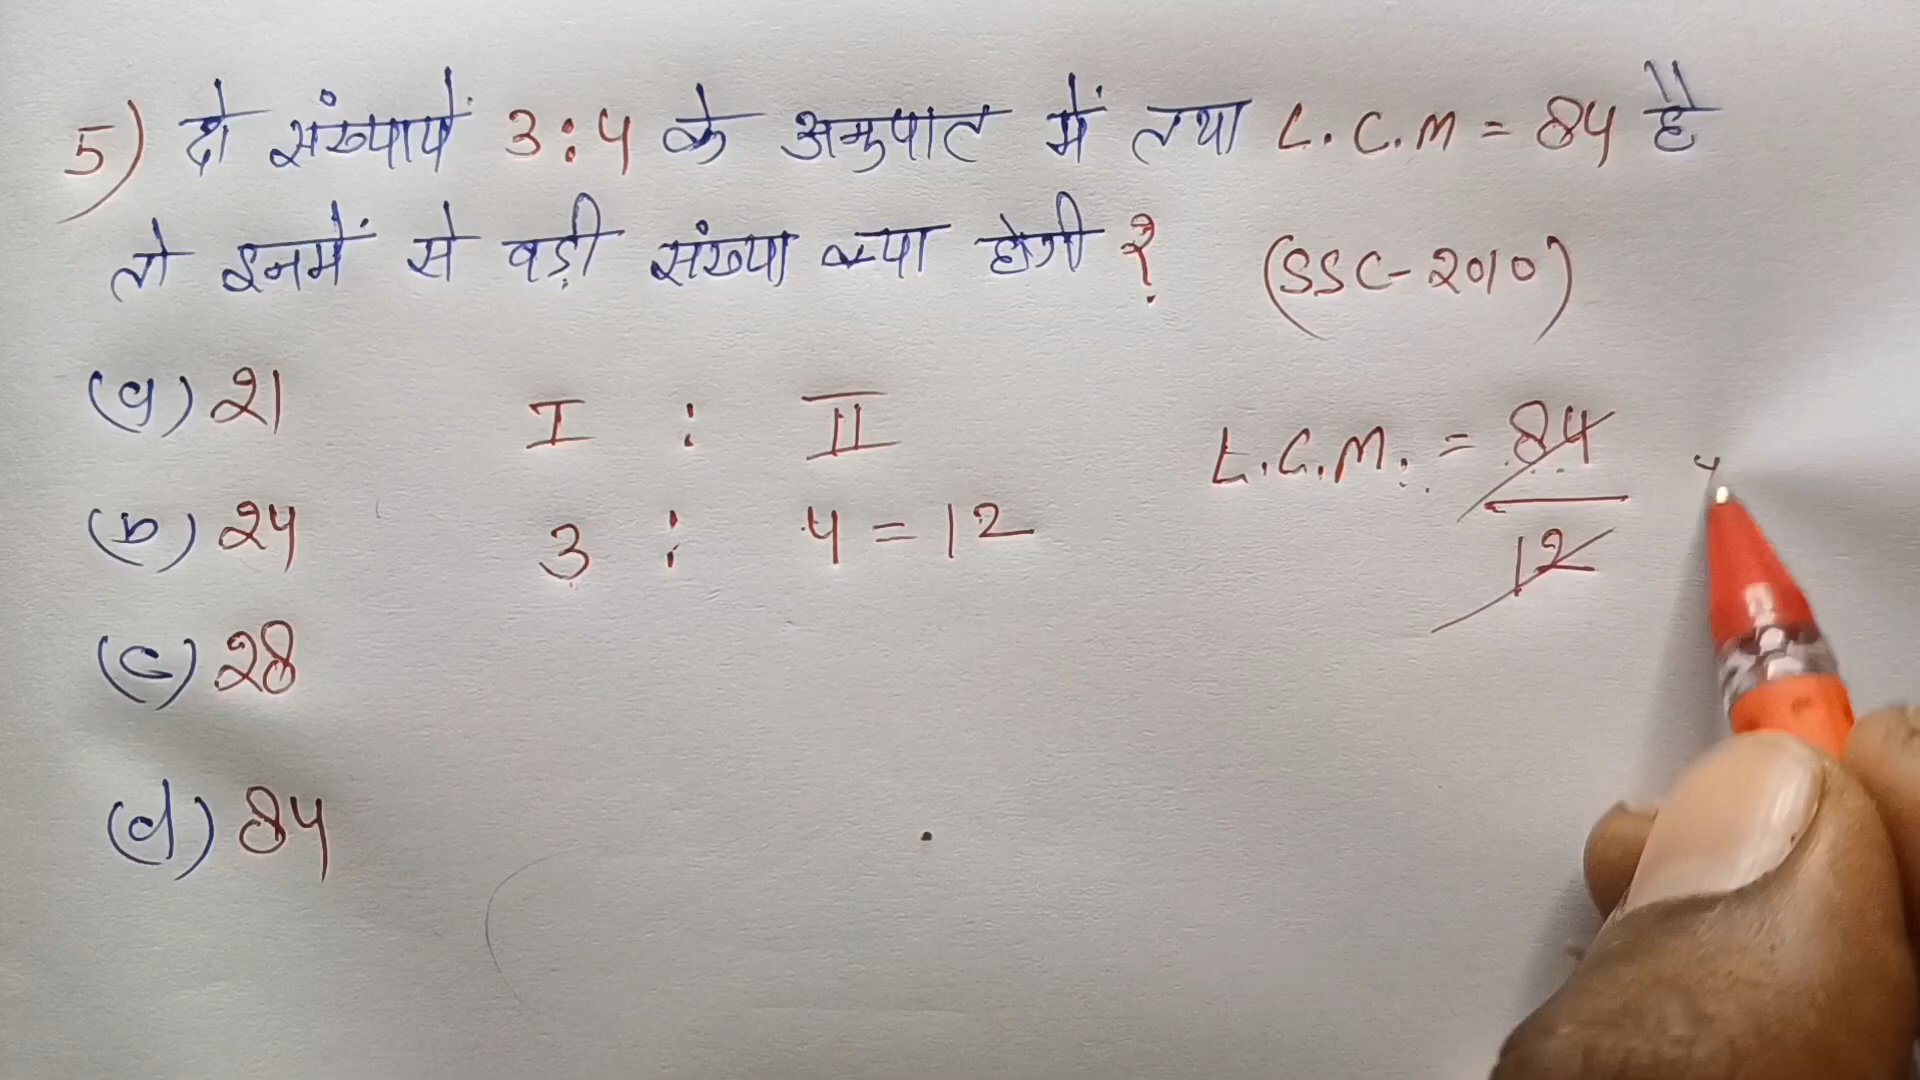 5) दो संख्यायें 3:4 के अनुपात में तथा L.C.M = 84 है
तो इनमें से बड़ी संख्या क्या होगी ? (SSC-2010)
(a) 21
I : II
L.C.M. = 84
12
(b) 24
3 : 4 = 12
(c) 28
(d) 84